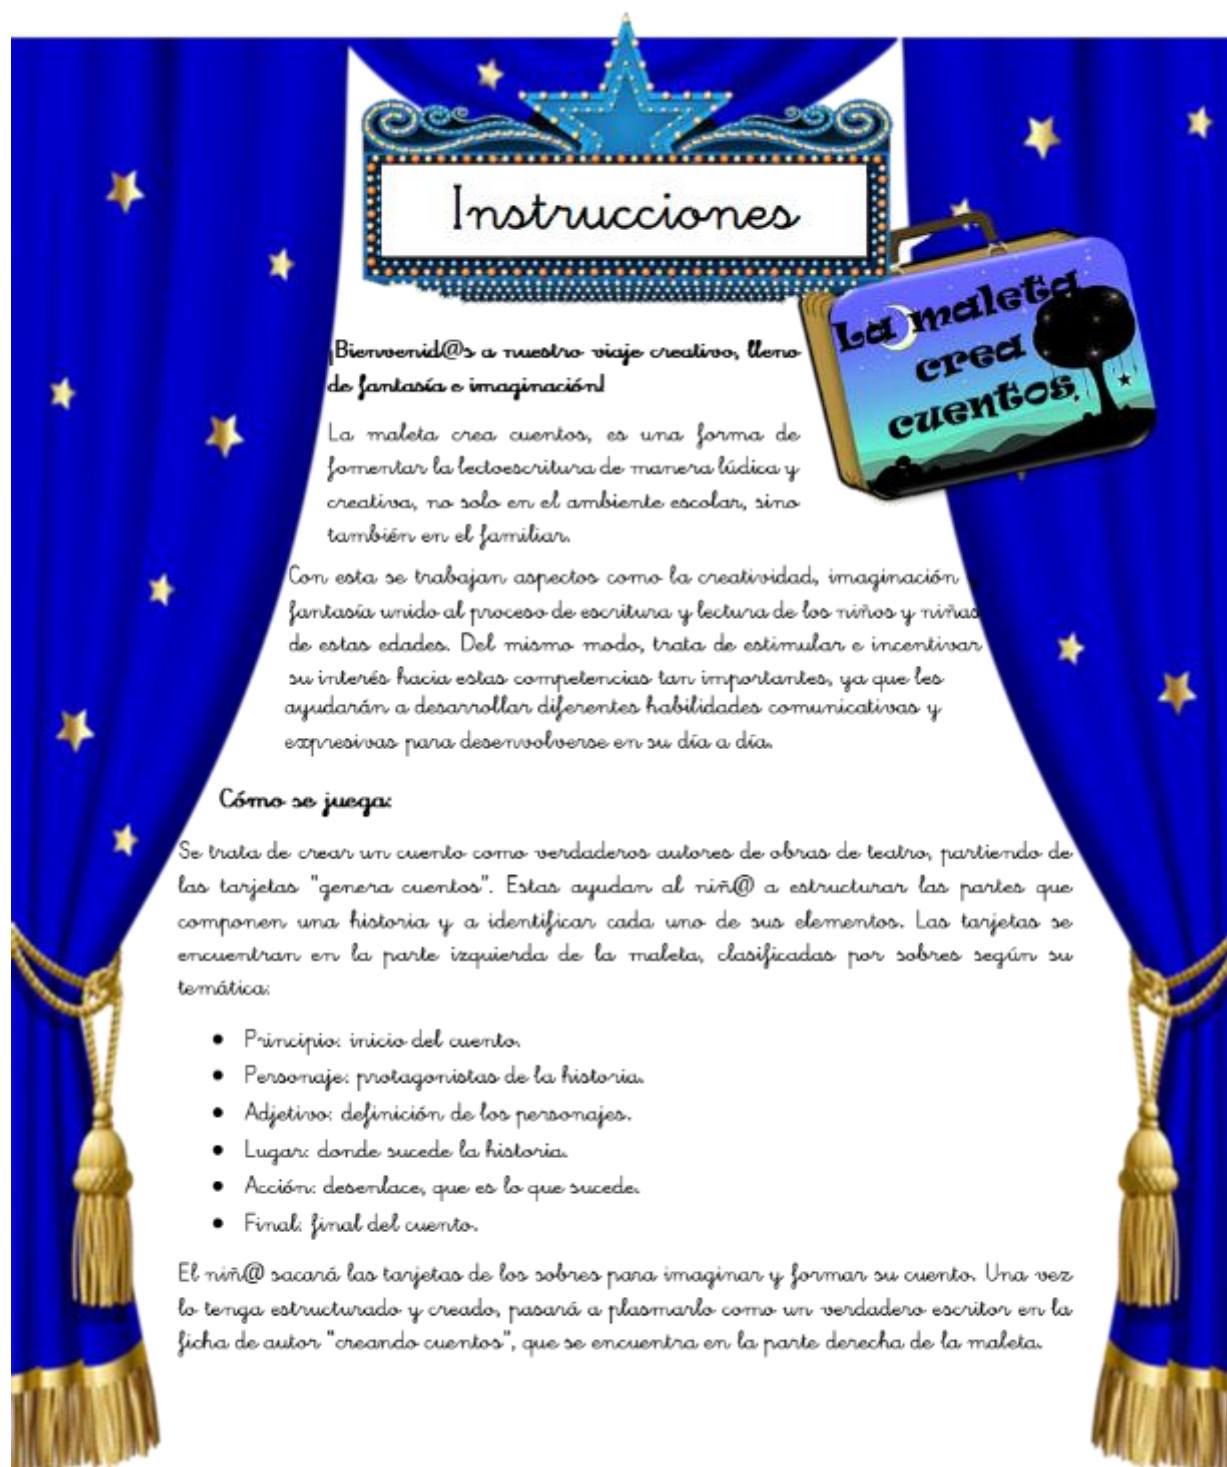 Instrucciones
La maleta
crea
cuentos
¡Bienvenid@s a nuestro viaje creativo, lleno
de fantasía e imaginación!
La maleta crea cuentos, es una forma de
fomentar la lectoescritura de manera lúdica y
creativa, no solo en el ambiente escolar, sino
también en el familiar.
Con esta se trabajan aspectos como la creatividad, imaginación
fantasía unido al proceso de escritura y lectura de los niños y niñas
de estas edades. Del mismo modo, trata de estimular e incentivar
su interés hacia estas competencias tan importantes, ya que les
ayudarán a desarrollar diferentes habilidades comunicativas y
expresivas para desenvolverse en su día a día.
Cómo se juega:
Se trata de crear un cuento como verdaderos autores de obras de teatro, partiendo de
las tarjetas "genera cuentos". Estas ayudan al niñ@ a estructurar las partes que
componen una historia y a identificar cada uno de sus elementos. Las tarjetas se
encuentran en la parte izquierda de la maleta, clasificadas por sobres según su
temática:
• Principio: inicio del cuento.
• Personaje: protagonistas de la historia.
• Adjetivo: definición de los personajes.
• Lugar: donde sucede la historia.
• Acción: desenlace, que es lo que sucede.
• Final: final del cuento.
El niñ@ sacará las tarjetas de los sobres para imaginar y formar su cuento. Una vez
lo tenga estructurado y creado, pasará a plasmarlo como un verdadero escritor en la
ficha de autor "creando cuentos", que se encuentra en la parte derecha de la maleta.